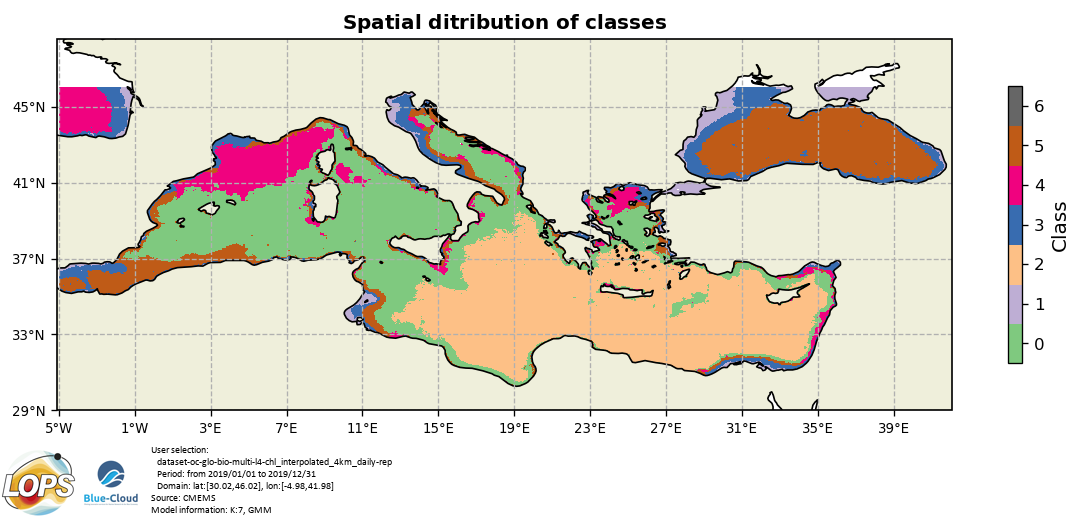 Spatial ditribution of classes
45°N
41°N
37°N
33°N
29°N
5°W 1°W 3°E 7°E 11°E 15°E 19°E 23°E 27°E 31°E 35°E 39°E
6
5
4
3
2
1
0
Class
LOPS
Blue-Cloud
User selection:
dataset-oc-glo-bio-multi-l4-chl_interpolated_4km_daily-rep
Period: from 2019/01/01 to 2019/12/31
Domain: lat:[30.02,46.02], lon:[-4.98,41.98]
Source: CMEMS
Model information: K:7, GMM